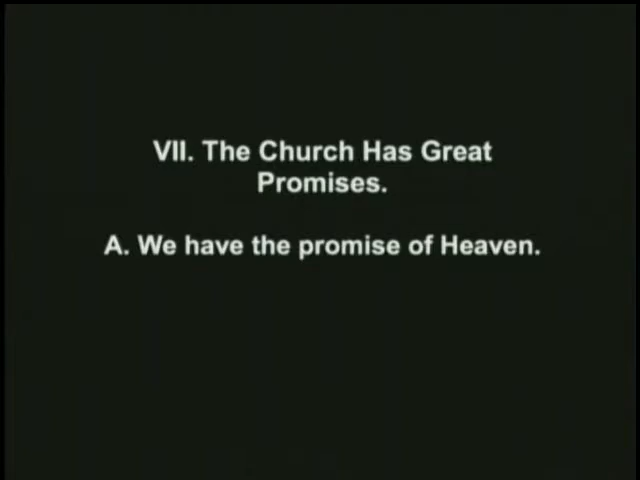 VII. The Church Has Great
Promises.
A. We have the promise of Heaven.